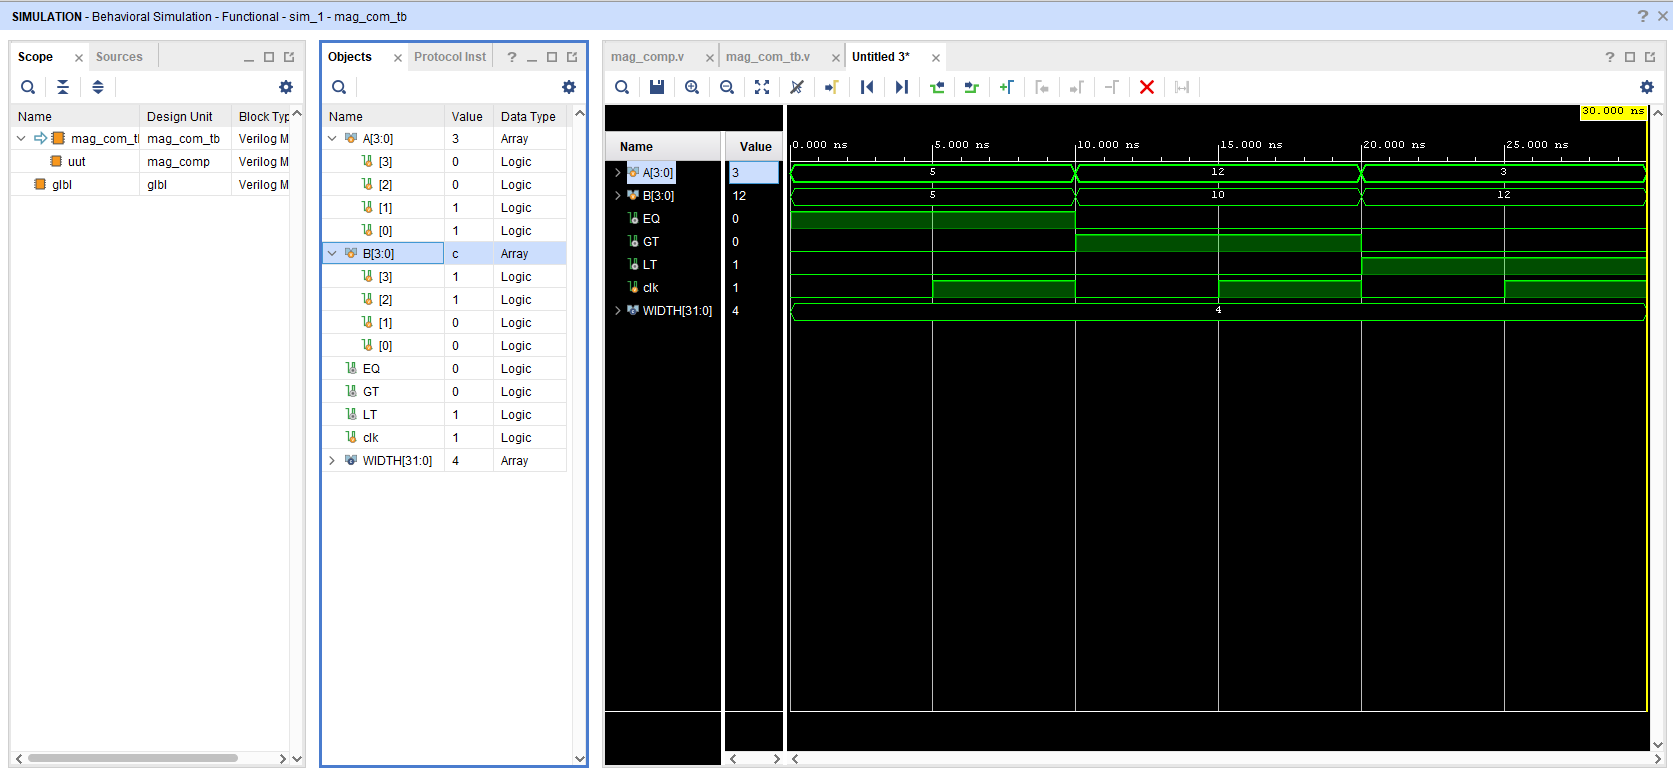 SIMULATION - Behavioral Simulation - Functional - sim_1 - mag_com_tb
Scope Sources
Name Design Unit Block Typ
mag_com_tl mag_com_tb Verilog M
uut mag_comp Verilog M
glbl glbl Verilog M
Objects Protocol Inst
Name Value Data Type
A[3:0] 3 Array
[3] 0 Logic
[2] 0 Logic
[1] 1 Logic
[0] 1 Logic
B[3:0] c Array
[3] 1 Logic
[2] 1 Logic
[1] 0 Logic
[0] 0 Logic
EQ 0 Logic
GT 0 Logic
LT 1 Logic
clk 1 Logic
WIDTH[31:0] 4 Array
mag_comp.v mag_com_tb.v Untitled 3*
30.000 ns
Name Value 0.000 ns 5.000 ns 10.000 ns 15.000 ns 20.000 ns 25.000 ns
A[3:0] 3 5 12 3
B[3:0] 12 5 10 12
EQ 0
GT 0
LT 1
clk 1
WIDTH[31:0] 4 4